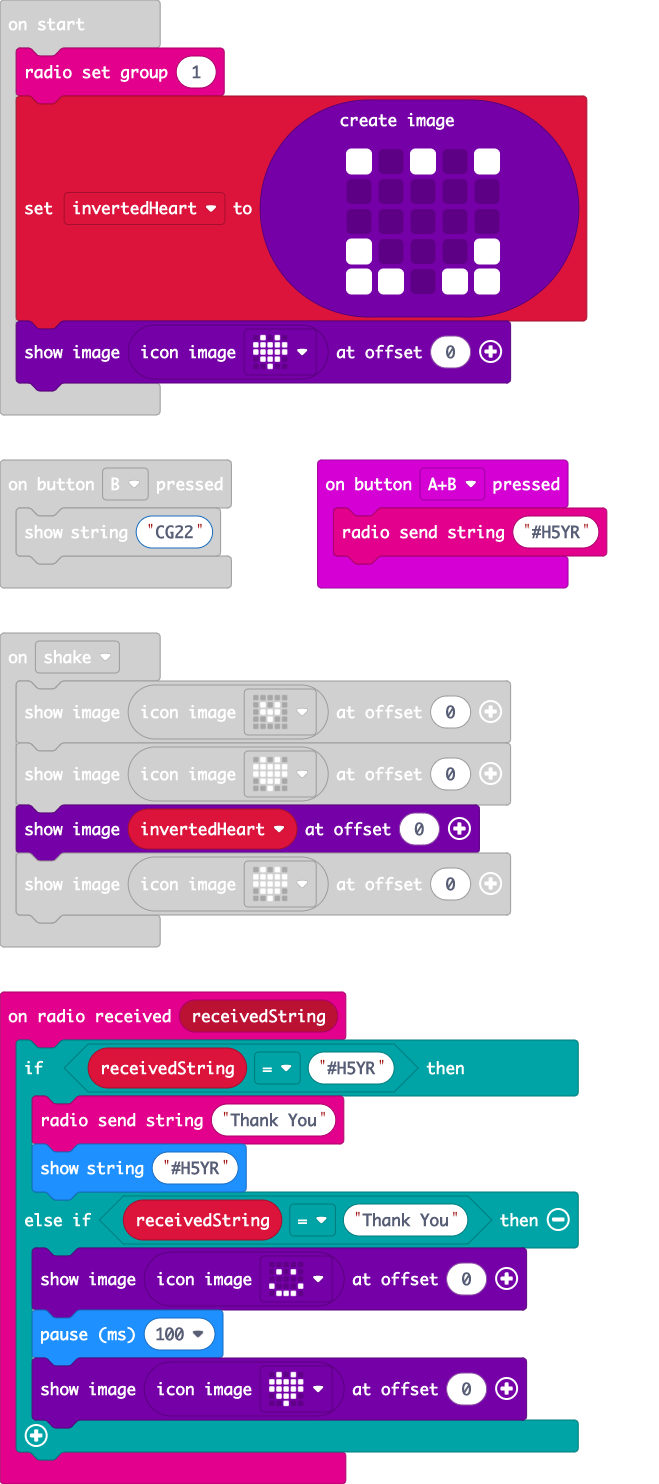 on start
radio set group 1
create image
set invertedHeart to
show image icon image at offset 0
on button B pressed
show string "CG22"
on button A+B pressed
radio send string "#H5YR"
on shake
show image icon image at offset 0
show image icon image at offset 0
show image invertedHeart at offset 0
show image icon image at offset 0
on radio received receivedString
if receivedString = "#H5YR" then
radio send string "Thank You"
show string "#H5YR"
else if receivedString = "Thank You" then
show image icon image at offset 0
pause (ms) 100
show image icon image at offset 0